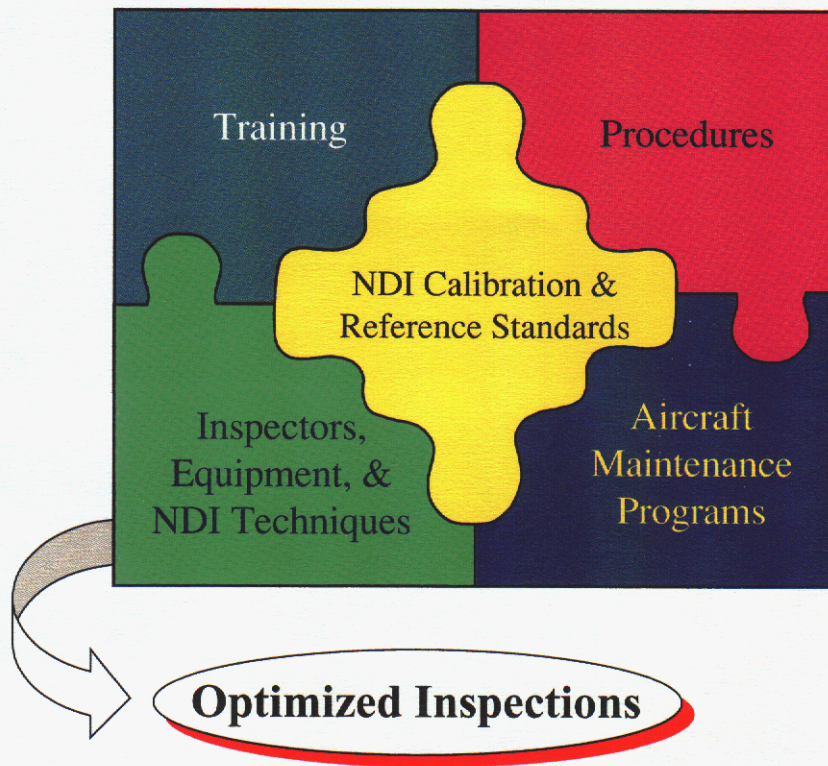 Training
Procedures
NDI Calibration &
Reference Standards
Inspectors,
Equipment, &
NDI Techniques
Aircraft
Maintenance
Programs
Optimized Inspections